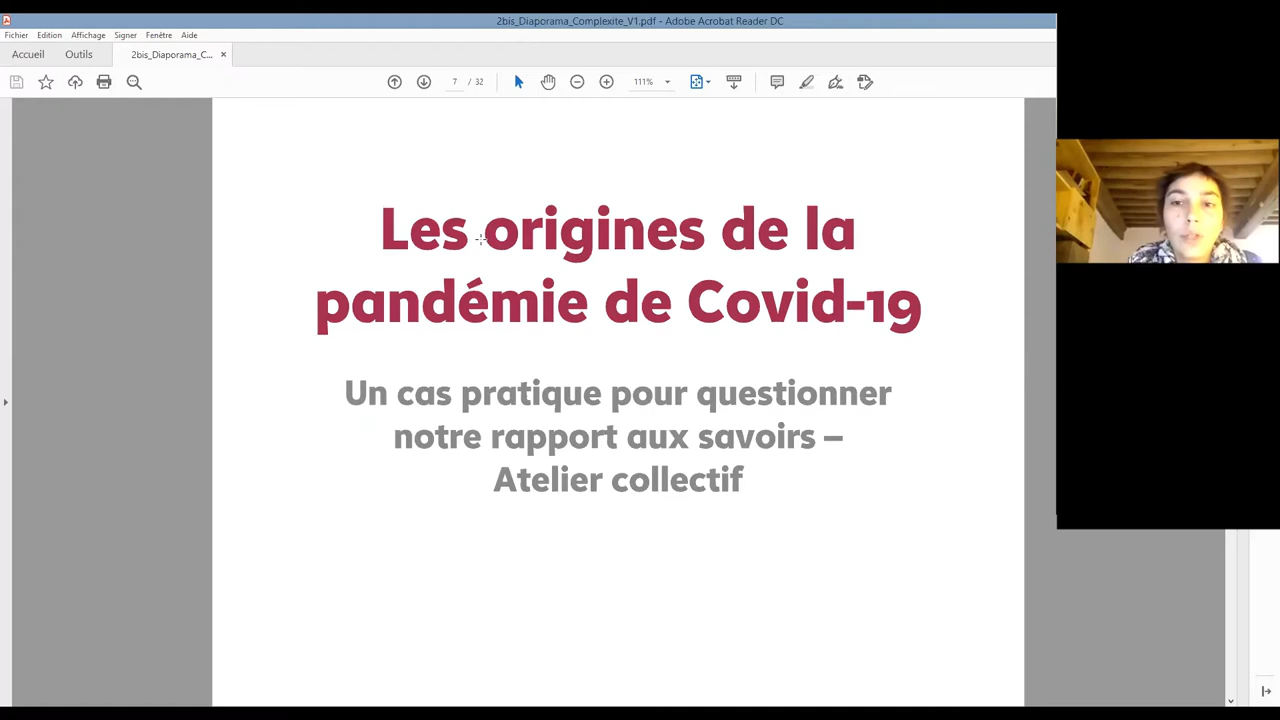 2bis_Diaporama_Complexite_V1.pdf - Adobe Acrobat Reader DC
Fichier Edition Affichage Signer Fenêtre Aide
Accueil Outils 2bis_Diaporama_C... ×
7 / 32 111%
Les origines de la
pandémie de Covid-19
Un cas pratique pour questionner
notre rapport aux savoirs –
Atelier collectif